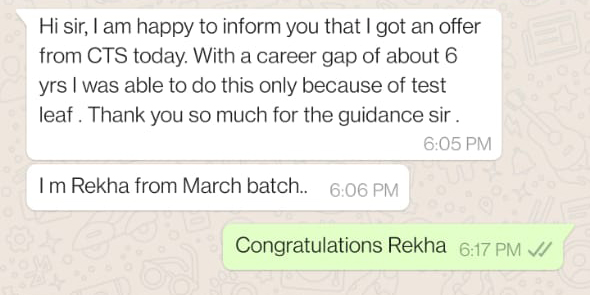 Hi sir, I am happy to inform you that I got an offer
from CTS today. With a career gap of about 6
yrs I was able to do this only because of test
leaf . Thank you so much for the guidance sir .
6:05 PM
I m Rekha from March batch.. 6:06 PM
Congratulations Rekha 6:17 PM